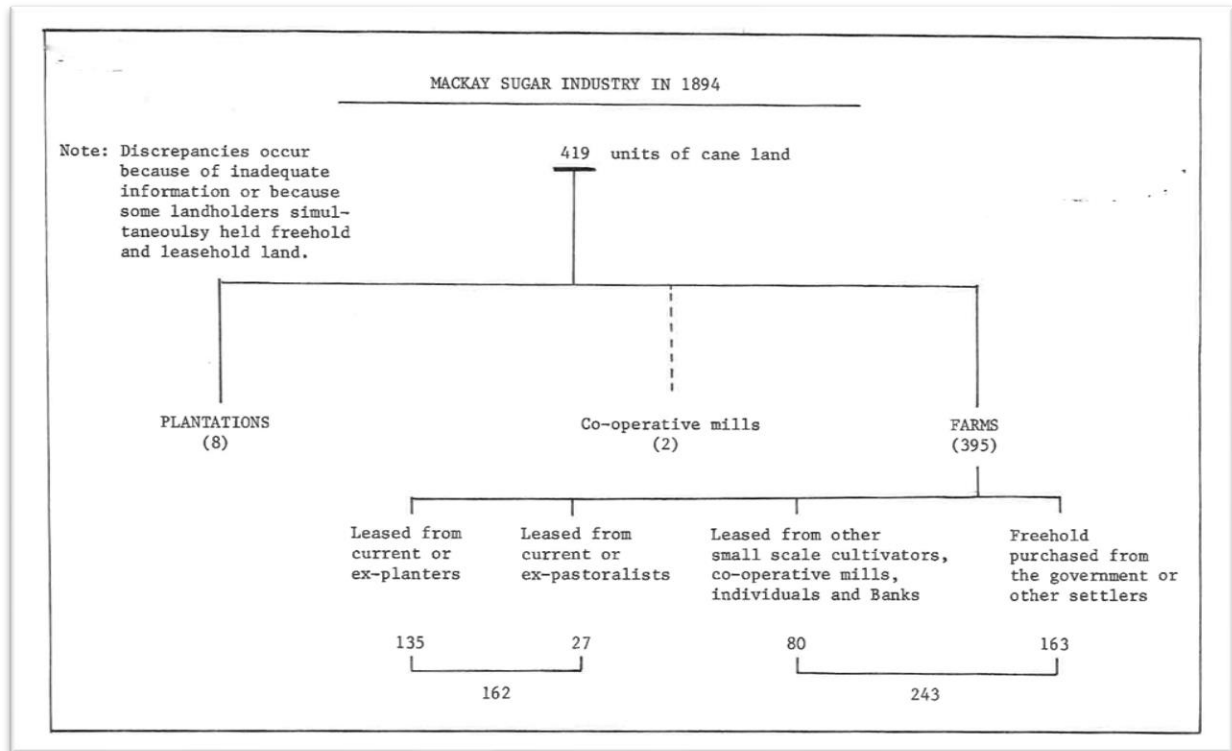 MACKAY SUGAR INDUSTRY IN 1894
Note: Discrepancies occur
because of inadequate
information or because
some landholders simul-
taneoulsy held freehold
and leasehold land.
419 units of cane land
PLANTATIONS
(8)
Co-operative mills
(2)
FARMS
(395)
Leased from
current or
ex-planters
Leased from
current or
ex-pastoralists
Leased from other
small scale cultivators,
co-operative mills,
individuals and Banks
Freehold
purchased from
the government or
other settlers
135
27
80
163
162
243